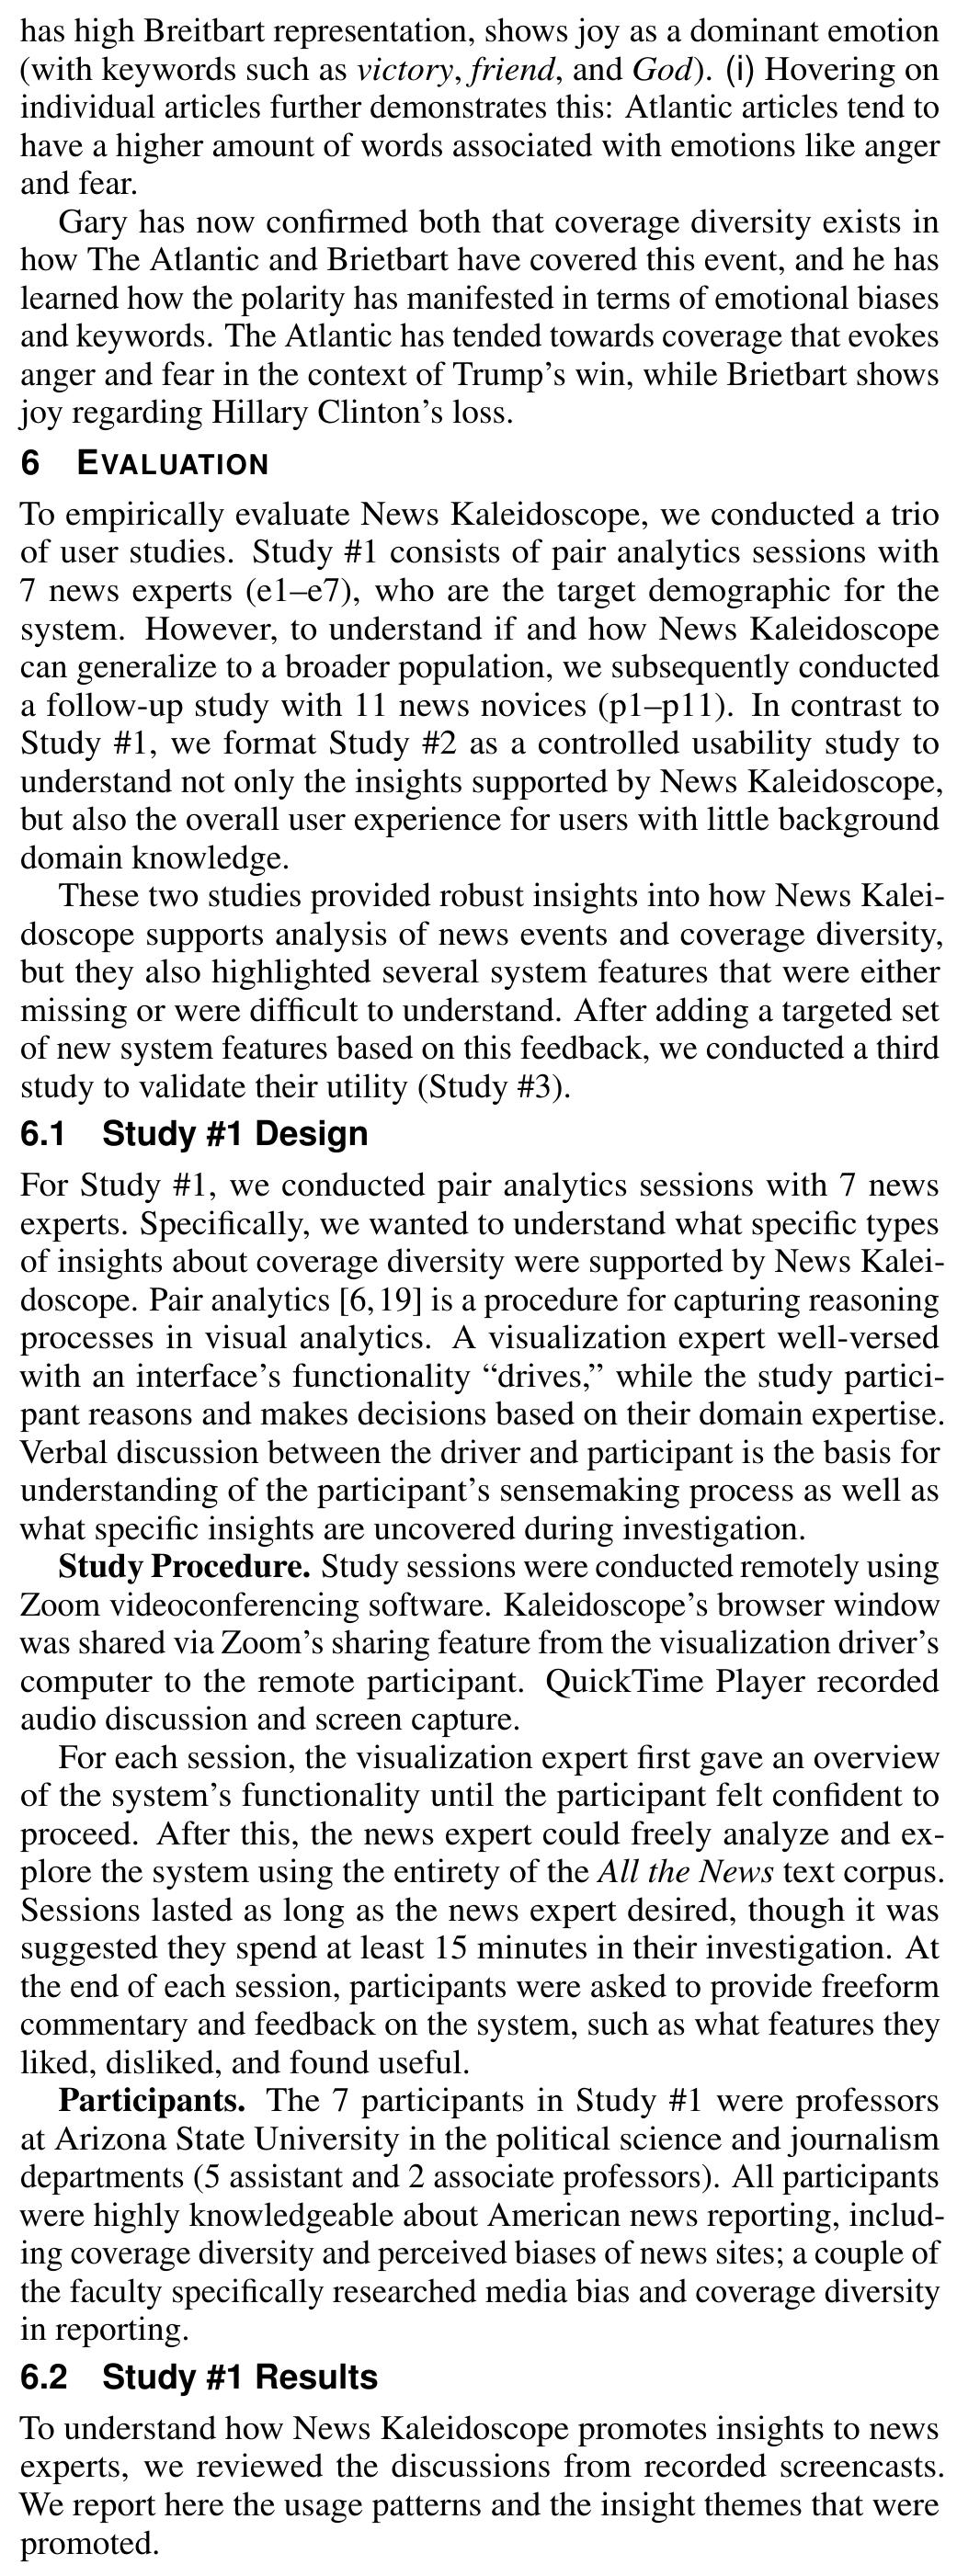 has high Breitbart representation, shows joy as a dominant emotion
(with keywords such as victory, friend, and God). (i) Hovering on
individual articles further demonstrates this: Atlantic articles tend to
have a higher amount of words associated with emotions like anger
and fear.
Gary has now confirmed both that coverage diversity exists in
how The Atlantic and Brietbart have covered this event, and he has
learned how the polarity has manifested in terms of emotional biases
and keywords. The Atlantic has tended towards coverage that evokes
anger and fear in the context of Trump's win, while Brietbart shows
joy regarding Hillary Clinton's loss.
6 EVALUATION
To empirically evaluate News Kaleidoscope, we conducted a trio
of user studies. Study #1 consists of pair analytics sessions with
7 news experts (e1–e7), who are the target demographic for the
system. However, to understand if and how News Kaleidoscope
can generalize to a broader population, we subsequently conducted
a follow-up study with 11 news novices (p1–p11). In contrast to
Study #1, we format Study #2 as a controlled usability study to
understand not only the insights supported by News Kaleidoscope,
but also the overall user experience for users with little background
domain knowledge.
These two studies provided robust insights into how News Kalei-
doscope supports analysis of news events and coverage diversity,
but they also highlighted several system features that were either
missing or were difficult to understand. After adding a targeted set
of new system features based on this feedback, we conducted a third
study to validate their utility (Study #3).
6.1 Study #1 Design
For Study #1, we conducted pair analytics sessions with 7 news
experts. Specifically, we wanted to understand what specific types
of insights about coverage diversity were supported by News Kalei-
doscope. Pair analytics [6,19] is a procedure for capturing reasoning
processes in visual analytics. A visualization expert well-versed
with an interface's functionality “drives,” while the study partici-
pant reasons and makes decisions based on their domain expertise.
Verbal discussion between the driver and participant is the basis for
understanding of the participant's sensemaking process as well as
what specific insights are uncovered during investigation.
Study Procedure. Study sessions were conducted remotely using
Zoom videoconferencing software. Kaleidoscope's browser window
was shared via Zoom's sharing feature from the visualization driver's
computer to the remote participant. QuickTime Player recorded
audio discussion and screen capture.
For each session, the visualization expert first gave an overview
of the system's functionality until the participant felt confident to
proceed. After this, the news expert could freely analyze and ex-
plore the system using the entirety of the All the News text corpus.
Sessions lasted as long as the news expert desired, though it was
suggested they spend at least 15 minutes in their investigation. At
the end of each session, participants were asked to provide freeform
commentary and feedback on the system, such as what features they
liked, disliked, and found useful.
Participants. The 7 participants in Study #1 were professors
at Arizona State University in the political science and journalism
departments (5 assistant and 2 associate professors). All participants
were highly knowledgeable about American news reporting, includ-
ing coverage diversity and perceived biases of news sites; a couple of
the faculty specifically researched media bias and coverage diversity
in reporting.
6.2 Study #1 Results
To understand how News Kaleidoscope promotes insights to news
experts, we reviewed the discussions from recorded screencasts.
We report here the usage patterns and the insight themes that were
promoted.